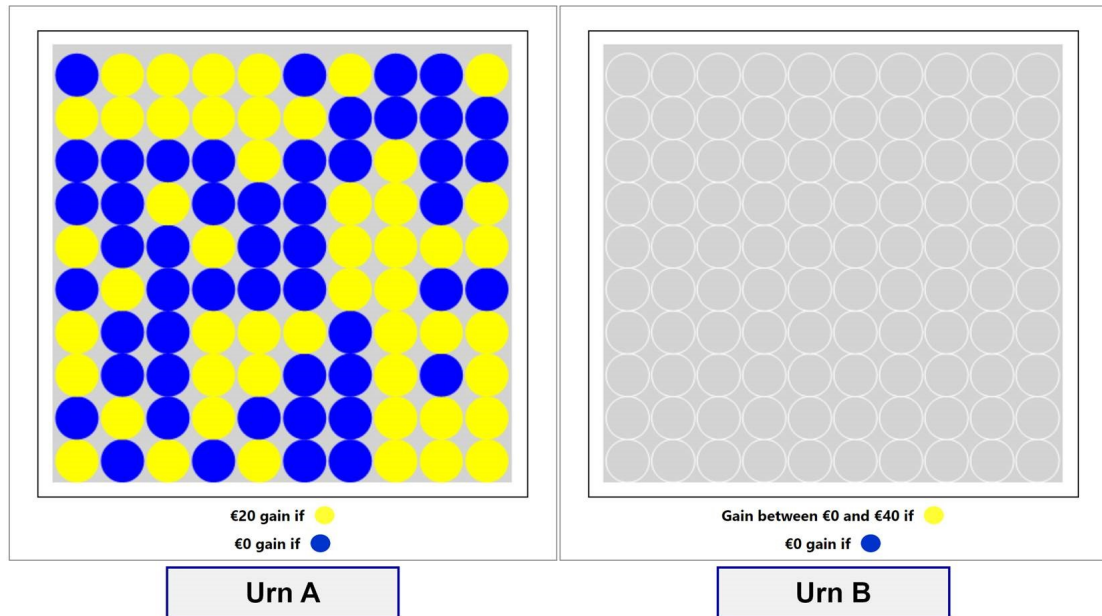 €20 gain if
€0 gain if
Urn A
Gain between €0 and €40 if
€0 gain if
Urn B